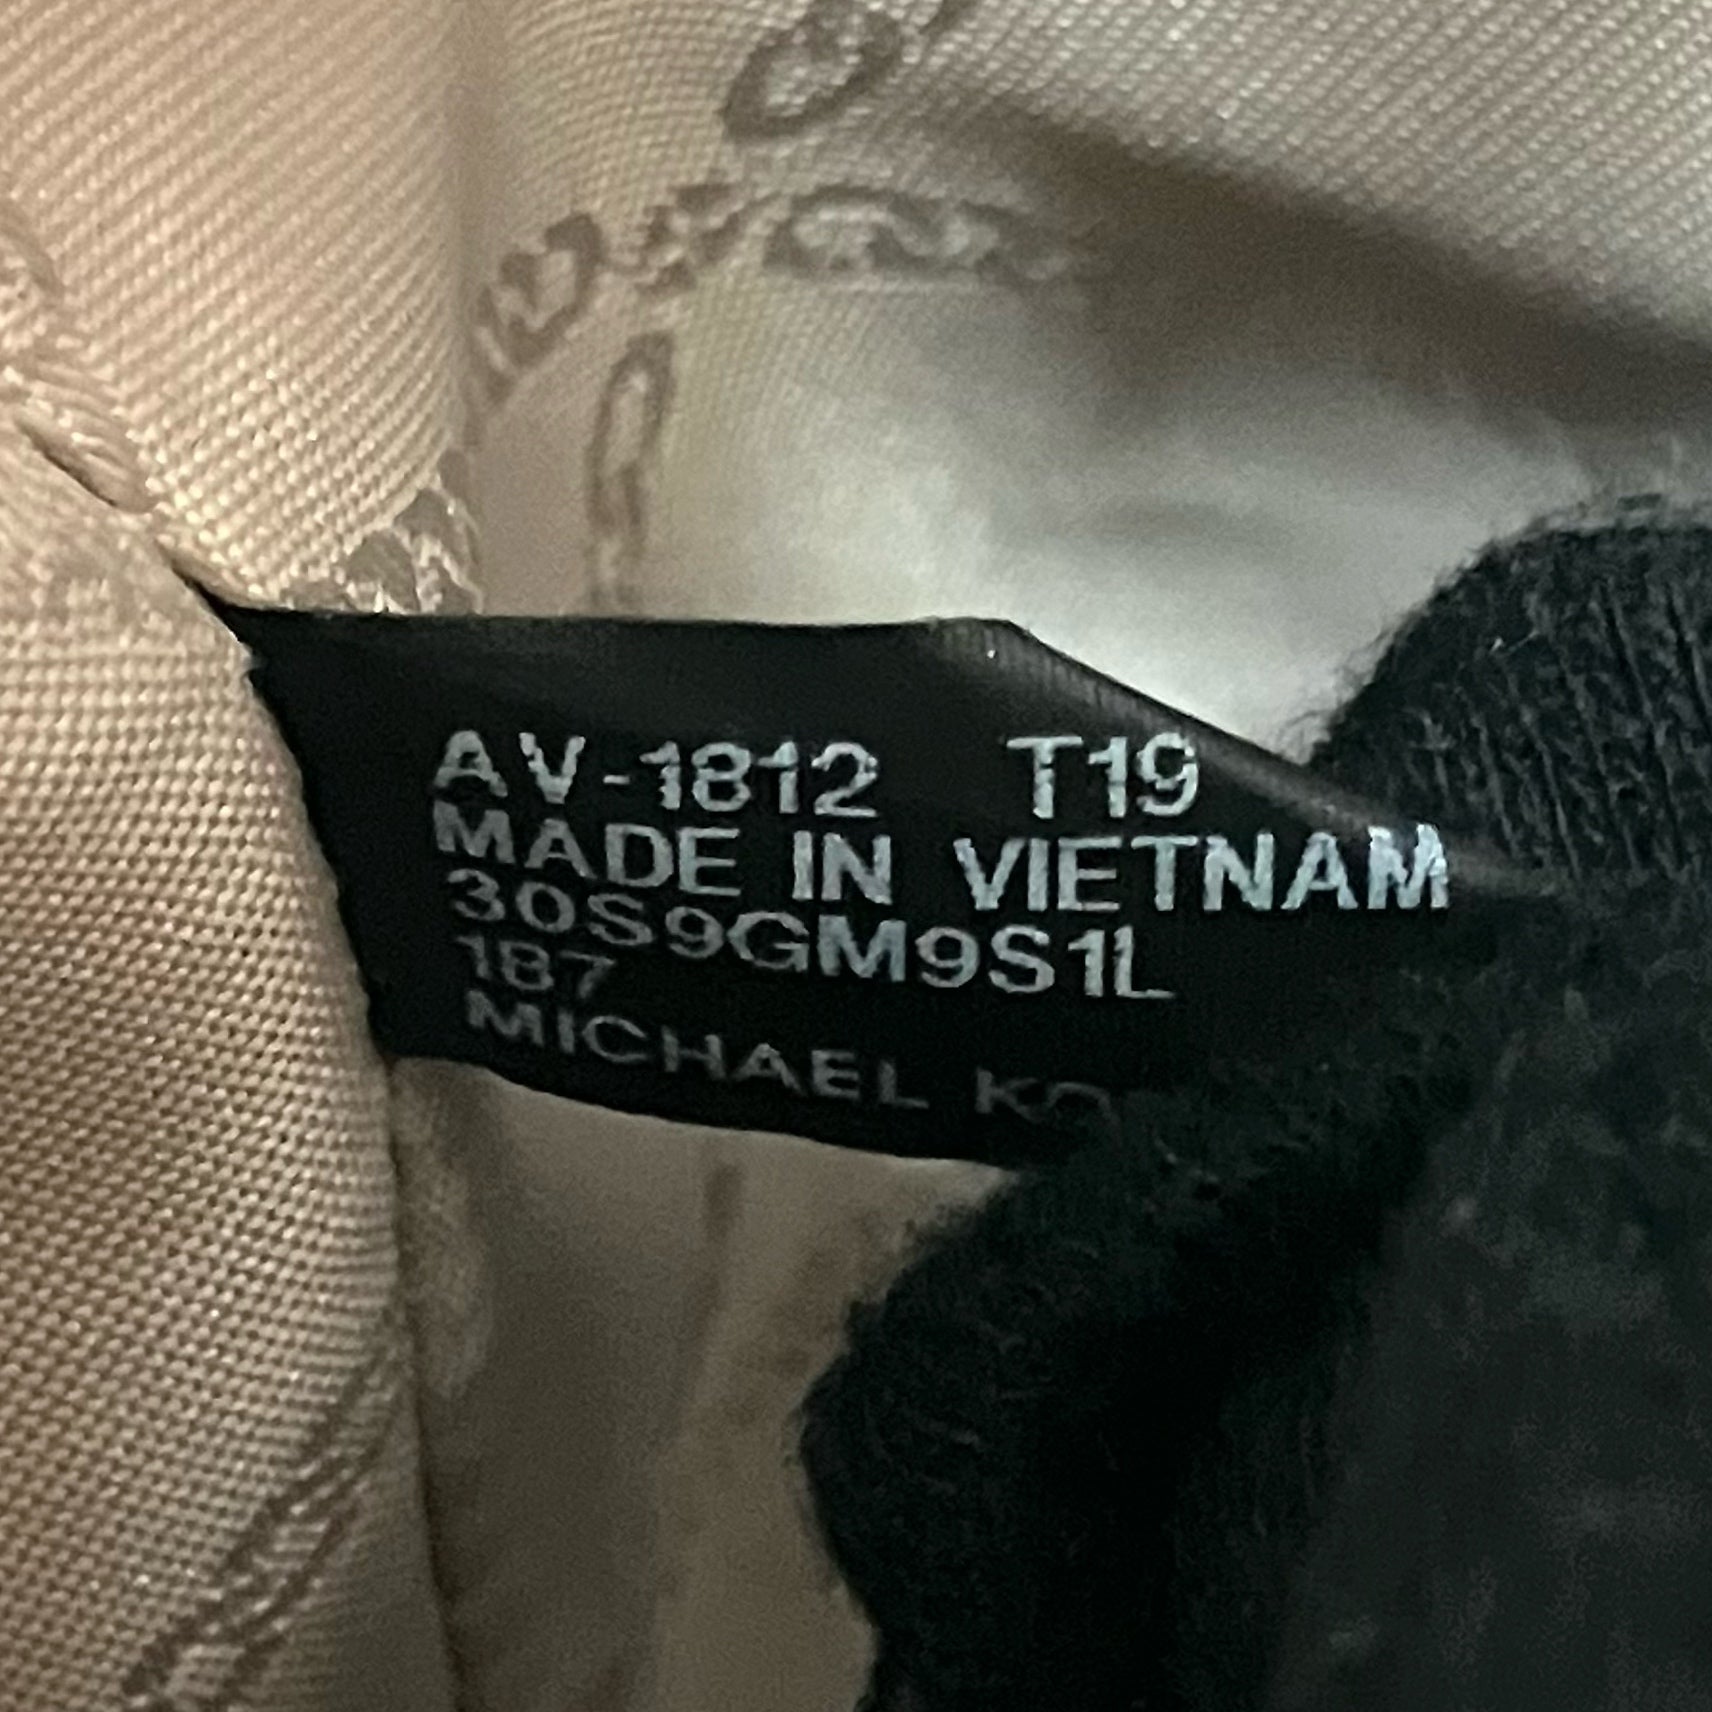 AV-1812 T19
MADE IN VIETNAM
30S9GM9S1L
187
MICHAEL